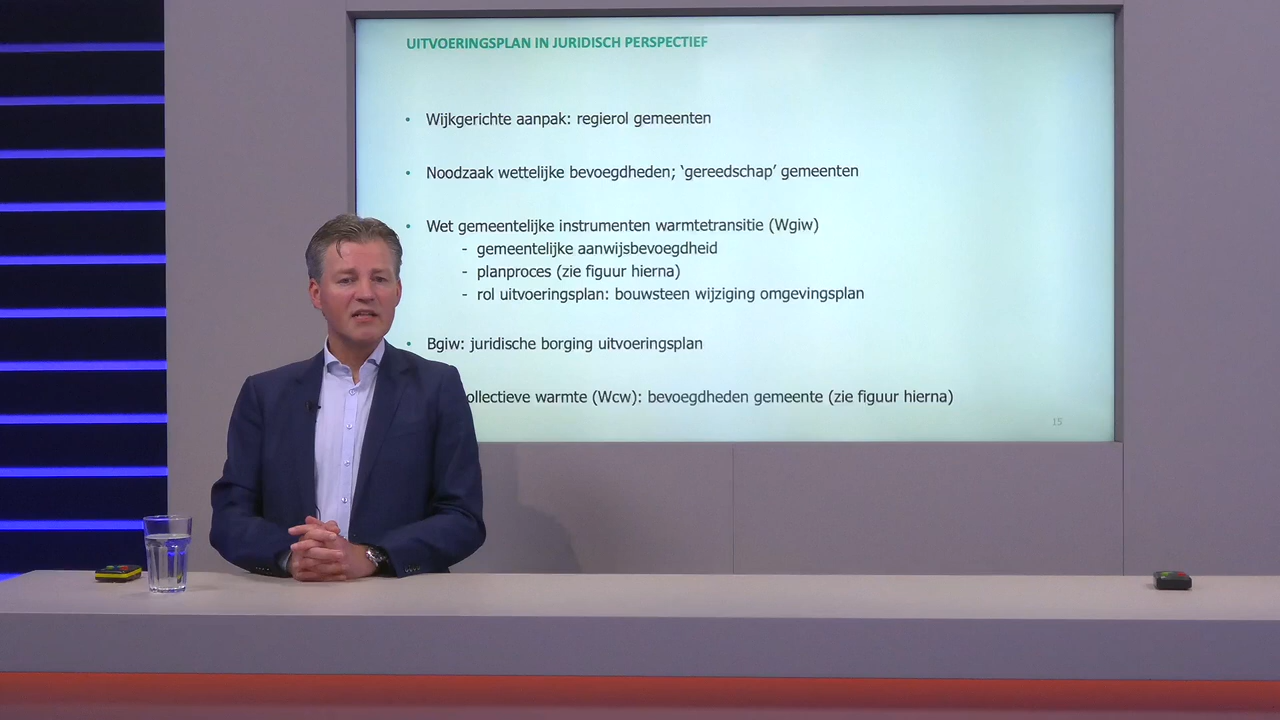 UITVOERINGSPLAN IN JURIDISCH PERSPECTIEF
• Wijkgerichte aanpak: regierol gemeenten
• Noodzaak wettelijke bevoegdheden; ‘gereedschap’ gemeenten
• Wet gemeentelijke instrumenten warmtetransitie (Wgiw)
- gemeentelijke aanwijsbevoegdheid
- planproces (zie figuur hierna)
- rol uitvoeringsplan: bouwsteen wijziging omgevingsplan
• Bgiw: juridische borging uitvoeringsplan
ollectieve warmte (Wcw): bevoegdheden gemeente (zie figuur hierna)
15